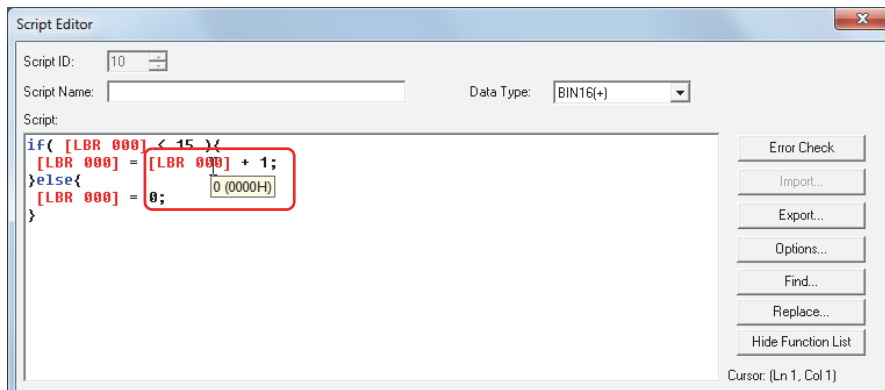 Script Editor
Script ID: 10
Script Name: Data Type: BIN16(+)
Script:
if( [LBR 000] < 15 ){
[LBR 000] = [LBR 000] + 1;
}else{
0 (0000H)
[LBR 000] = 0;
}
Error Check
Import...
Export...
Options...
Find...
Replace...
Hide Function List
Cursor: (Ln 1, Col 1)